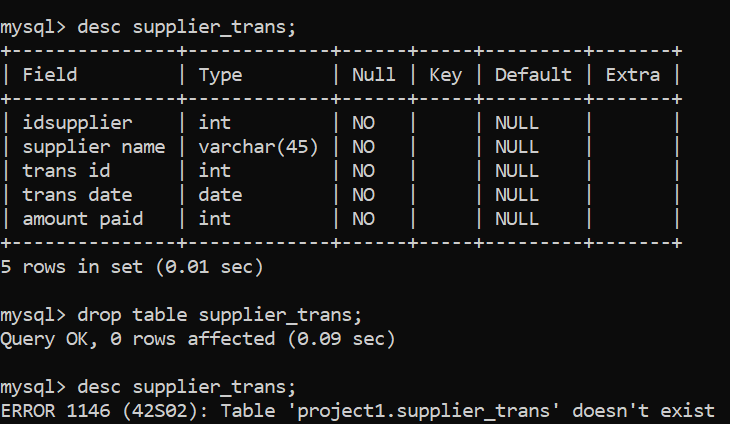 mysql> desc supplier_trans;
+---------------+-------------+------+-----+---------+-------+
| Field         | Type        | Null | Key | Default | Extra |
+---------------+-------------+------+-----+---------+-------+
| idsupplier    | int         | NO   |     | NULL    |       |
| supplier name | varchar(45) | NO   |     | NULL    |       |
| trans id      | int         | NO   |     | NULL    |       |
| trans date    | date        | NO   |     | NULL    |       |
| amount paid   | int         | NO   |     | NULL    |       |
+---------------+-------------+------+-----+---------+-------+
5 rows in set (0.01 sec)
mysql> drop table supplier_trans;
Query OK, 0 rows affected (0.09 sec)
mysql> desc supplier_trans;
ERROR 1146 (42S02): Table 'project1.supplier_trans' doesn't exist